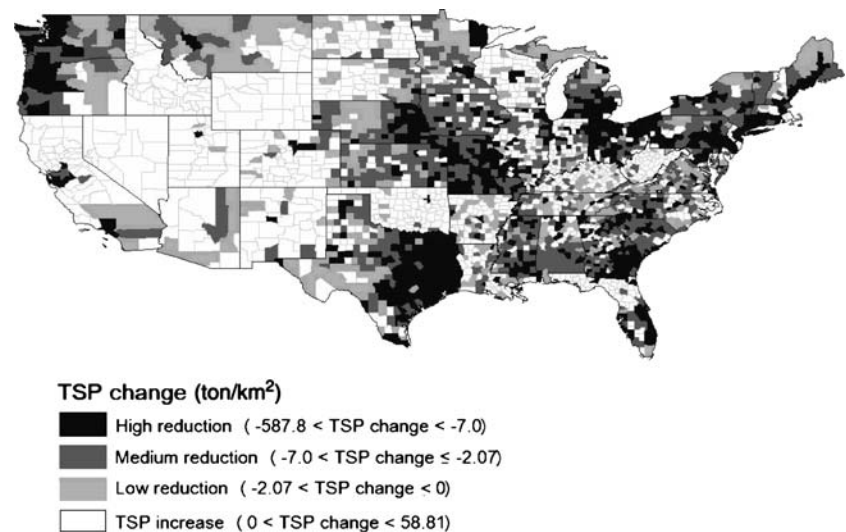 TSP change (ton/km²)
High reduction ( -587.8 < TSP change < -7.0)
Medium reduction ( -7.0 < TSP change ≤ -2.07)
Low reduction ( -2.07 < TSP change < 0)
TSP increase ( 0 < TSP change < 58.81)